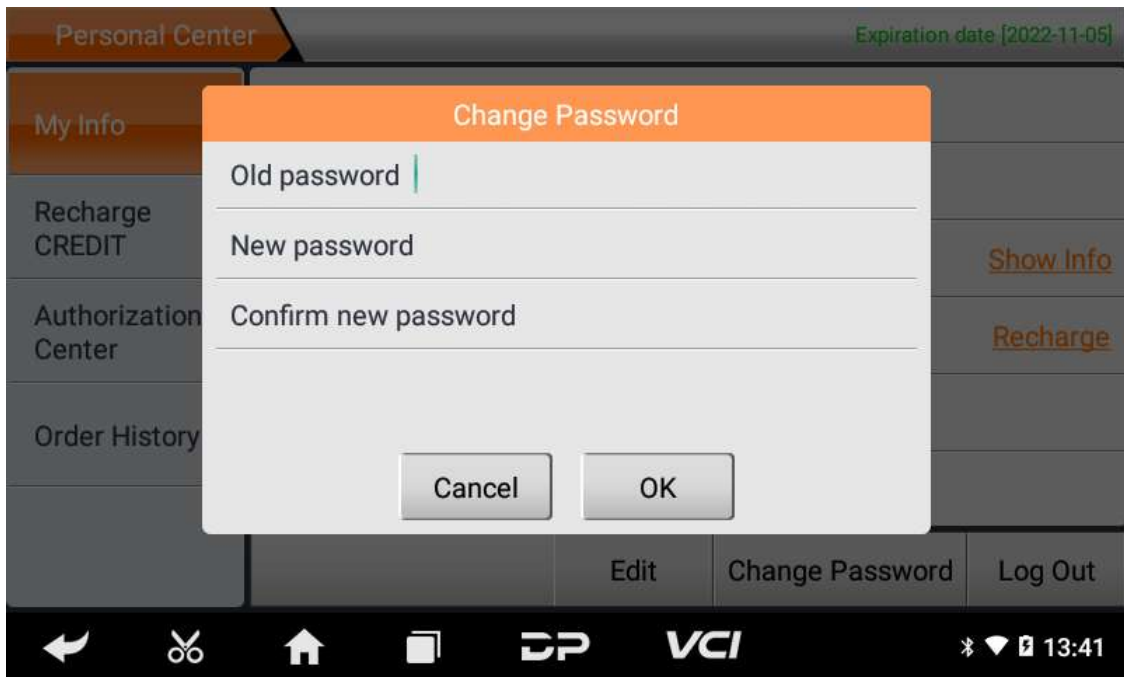 Personal Center
Expiration date [2022-11-05]
My Info
Change Password
Old password
Recharge
CREDIT
New password
Show Info
Authorization
Center
Confirm new password
Recharge
Order History
Cancel
OK
Edit
Change Password
Log Out
DP
VCI
13:41